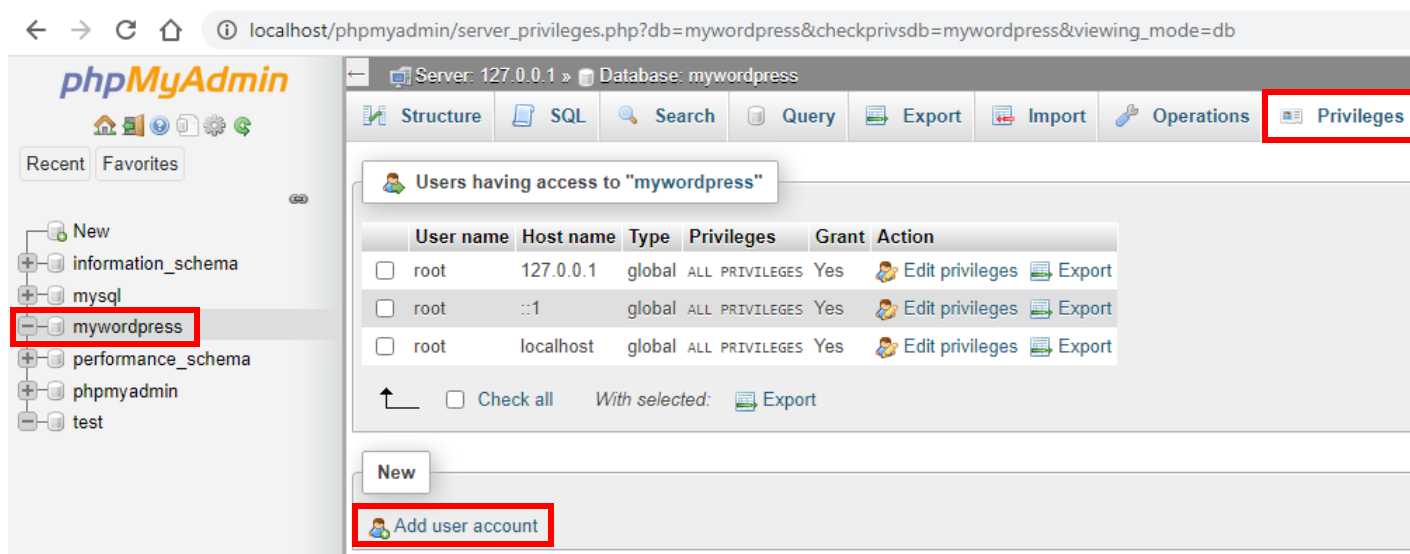 localhost/phpmyadmin/server_privileges.php?db=mywordpress&checkprivsdb=mywordpress&viewing_mode=db
phpMyAdmin
Recent Favorites
New
information_schema
mysql
mywordpress
performance_schema
phpmyadmin
test
Server: 127.0.0.1 » Database: mywordpress
Structure SQL Search Query Export Import Operations Privileges
Users having access to "mywordpress"
User name Host name Type Privileges Grant Action
root 127.0.0.1 global ALL PRIVILEGES Yes Edit privileges Export
root ::1 global ALL PRIVILEGES Yes Edit privileges Export
root localhost global ALL PRIVILEGES Yes Edit privileges Export
Check all With selected: Export
New
Add user account